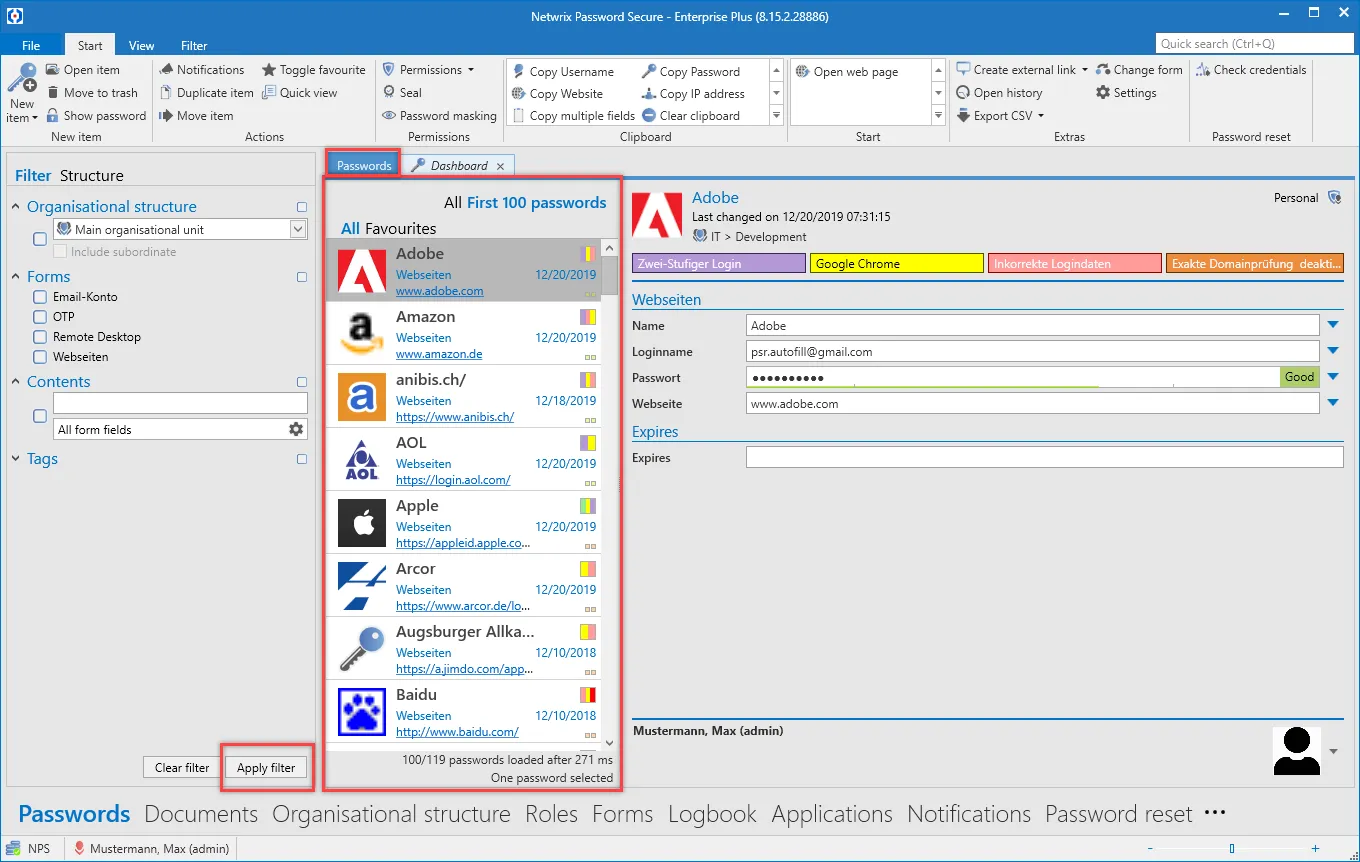 Netwrix Password Secure - Enterprise Plus (8.15.2.28886)
File Start View Filter
Quick search (Ctrl+Q)
New item
Open item
Move to trash
Show password
New item
Notifications
Duplicate item
Move item
Toggle favourite
Quick view
Actions
Permissions
Seal
Password masking
Permissions
Copy Username
Copy Website
Copy multiple fields
Copy Password
Copy IP address
Clear clipboard
Clipboard
Open web page
Start
Create external link
Open history
Export CSV
Change form
Settings
Extras
Check credentials
Password reset
Filter Structure
Organisational structure
Main organisational unit
Include subordinate
Forms
Email-Konto
OTP
Remote Desktop
Webseiten
Contents
All form fields
Tags
Clear filter Apply filter
Passwords Dashboard
All First 100 passwords
All Favourites
Adobe
Webseiten 12/20/2019
www.adobe.com
Amazon
Webseiten 12/20/2019
www.amazon.de
a
anibis.ch/
Webseiten 12/18/2019
https://www.anibis.ch/
AOL
AOL
Webseiten 12/20/2019
https://login.aol.com/
Apple
Webseiten 12/20/2019
https://appleid.apple.co...
Arcor
Webseiten 12/20/2019
https://www.arcor.de/lo...
Augsburger Allka...
Webseiten 12/10/2018
https://a.jimdo.com/app...
Baidu
Webseiten 12/10/2018
http://www.baidu.com/
100/119 passwords loaded after 271 ms
One password selected
Adobe
Last changed on 12/20/2019 07:31:15
IT > Development
Personal
Zwei-Stufiger Login
Google Chrome
Inkorrekte Logindaten
Exakte Domainprüfung deakti...
Webseiten
Name Adobe
Loginname psr.autofill@gmail.com
Passwort ●●●●●●●●●● Good
Webseite www.adobe.com
Expires
Expires
Mustermann, Max (admin)
Passwords Documents Organisational structure Roles Forms Logbook Applications Notifications Password reset •••
NPS Mustermann, Max (admin)
- +